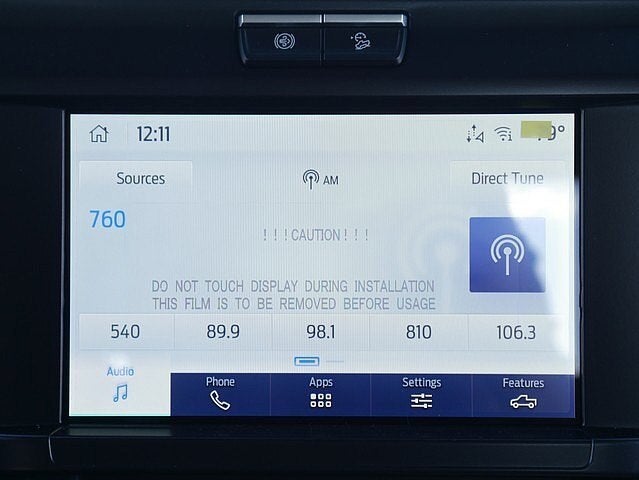 12:11
Sources
AM
Direct Tune
760
! ! !CAUTION! ! !
DO NOT TOUCH DISPLAY DURING INSTALLATION
THIS FILM IS TO BE REMOVED BEFORE USAGE
540 89.9 98.1 810 106.3
Audio Phone Apps Settings Features